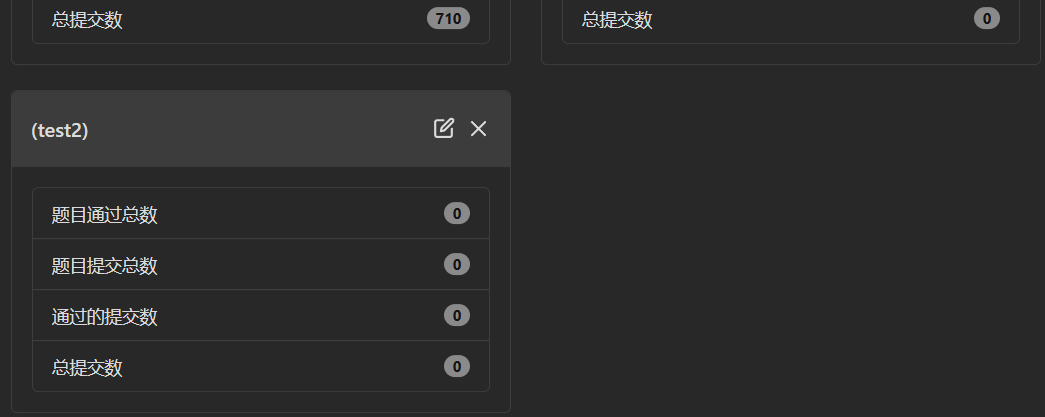 总提交数 710
总提交数 0
(test2)
题目通过总数 0
题目提交总数 0
通过的提交数 0
总提交数 0